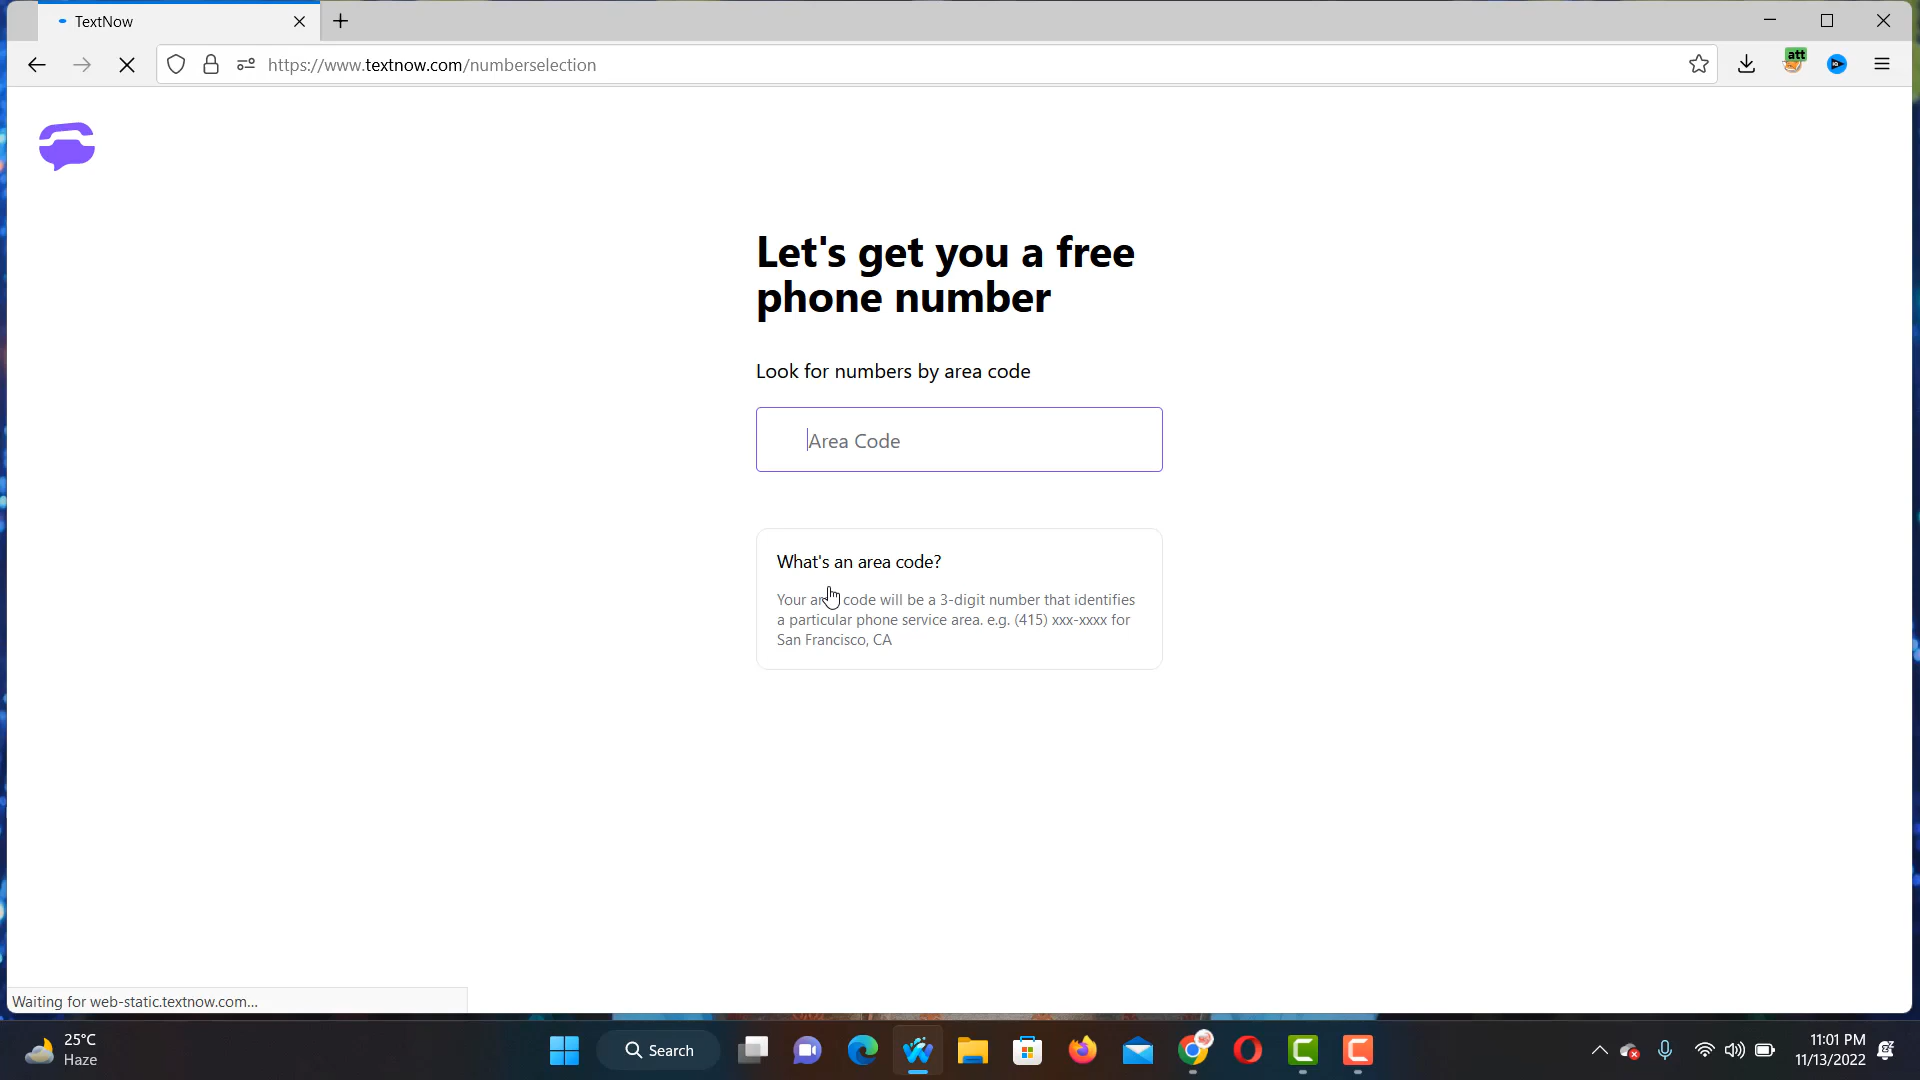 TextNow
https://www.textnow.com/numberselection
att
Let's get you a free
phone number
Look for numbers by area code
Area Code
What's an area code?
Your area code will be a 3-digit number that identifies
a particular phone service area. e.g. (415) xxx-xxxx for
San Francisco, CA
Waiting for web-static.textnow.com...
25°C
Haze
Search
11:01 PM
11/13/2022